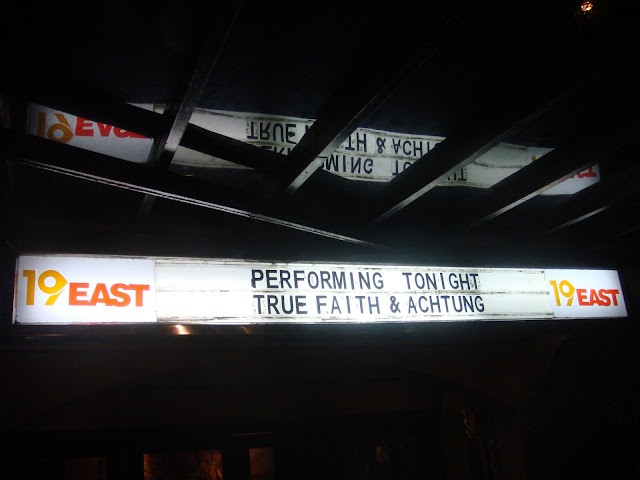 19 EAST
PERFORMING TONIGHT
TRUE FAITH & ACHTUNG
19 EAST